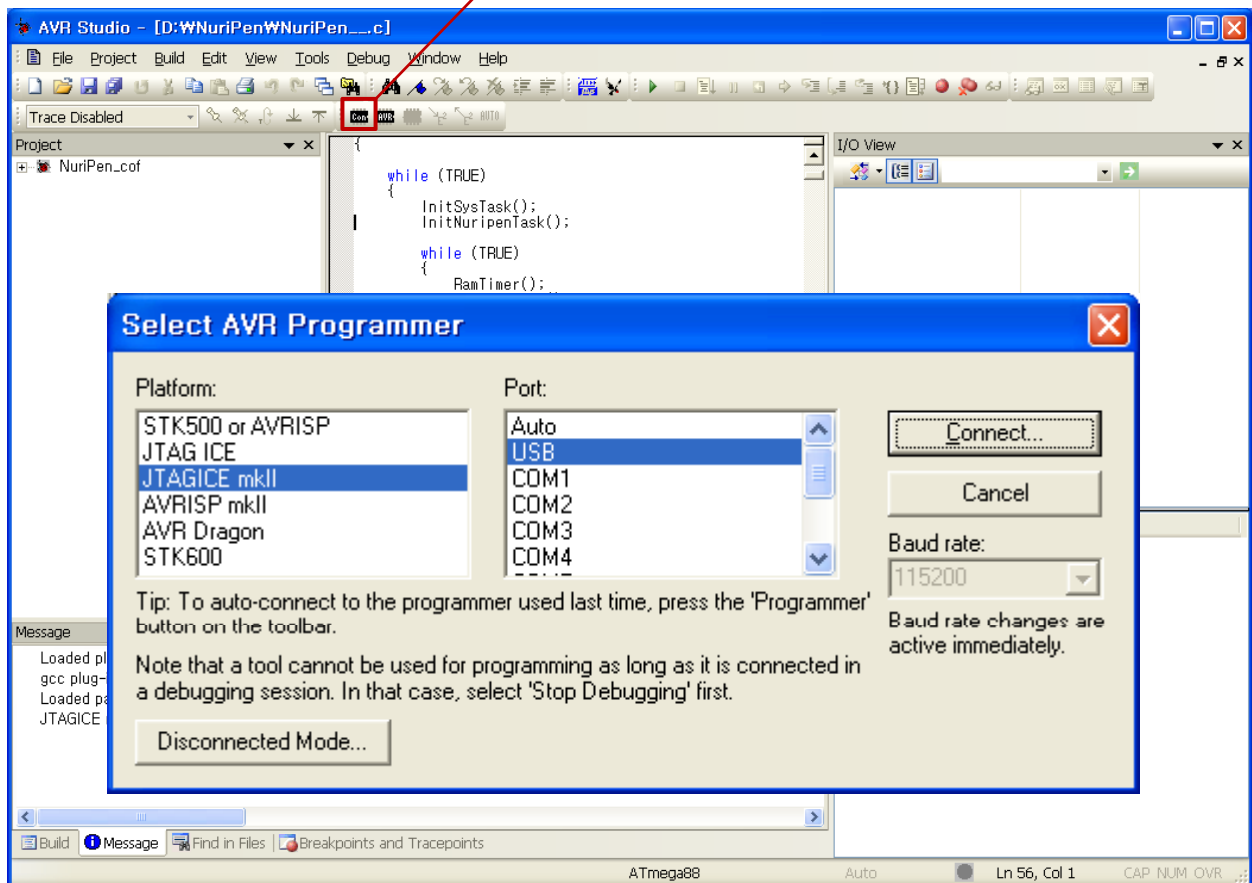 AVR Studio - [D:₩NuriPen₩NuriPen__.c]
File Project Build Edit View Tools Debug Window Help
Trace Disabled
Con AVR AUTO
Project
NuriPen_cof
{
while (TRUE)
{
InitSysTask();
InitNuripenTask();
while (TRUE)
{
RamTimer();
I/O View
Select AVR Programmer
Platform:
STK500 or AVRISP
JTAG ICE
JTAGICE mkII
AVRISP mkII
AVR Dragon
STK600
Port:
Auto
USB
COM1
COM2
COM3
COM4
Connect...
Cancel
Baud rate:
115200
Baud rate changes are
active immediately.
Tip: To auto-connect to the programmer used last time, press the 'Programmer'
button on the toolbar.
Note that a tool cannot be used for programming as long as it is connected in
a debugging session. In that case, select 'Stop Debugging' first.
Disconnected Mode...
Message
Loaded pl
gcc plug-
Loaded pa
JTAGICE
Build Message Find in Files Breakpoints and Tracepoints
ATmega88 Auto Ln 56, Col 1 CAP NUM OVR